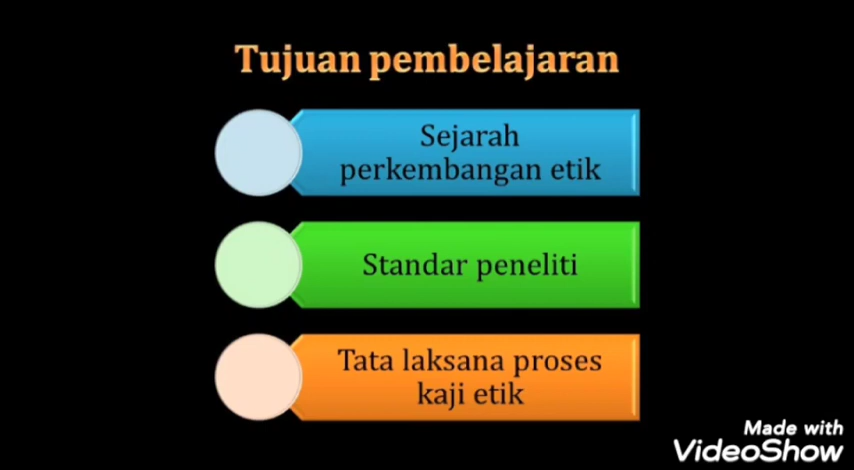 Tujuan pembelajaran
Sejarah
perkembangan etik
Standar peneliti
Tata laksana proses
kaji etik
Made with
VideoShow